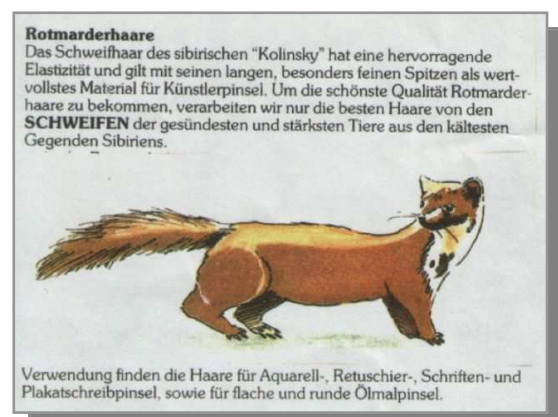 Rotmarderhaare
Das Schweifhaar des sibirischen "Kolinsky" hat eine hervorragende
Elastizität und gilt mit seinen langen, besonders feinen Spitzen als wert-
vollstes Material für Künstlerpinsel. Um die schönste Qualität Rotmarder-
haare zu bekommen, verarbeiten wir nur die besten Haare von den
SCHWEIFEN der gesündesten und stärksten Tiere aus den kältesten
Gegenden Sibiriens.
Verwendung finden die Haare für Aquarell-, Retuschier-, Schriften- und
Plakatschreibpinsel, sowie für flache und runde Ölmalpinsel.